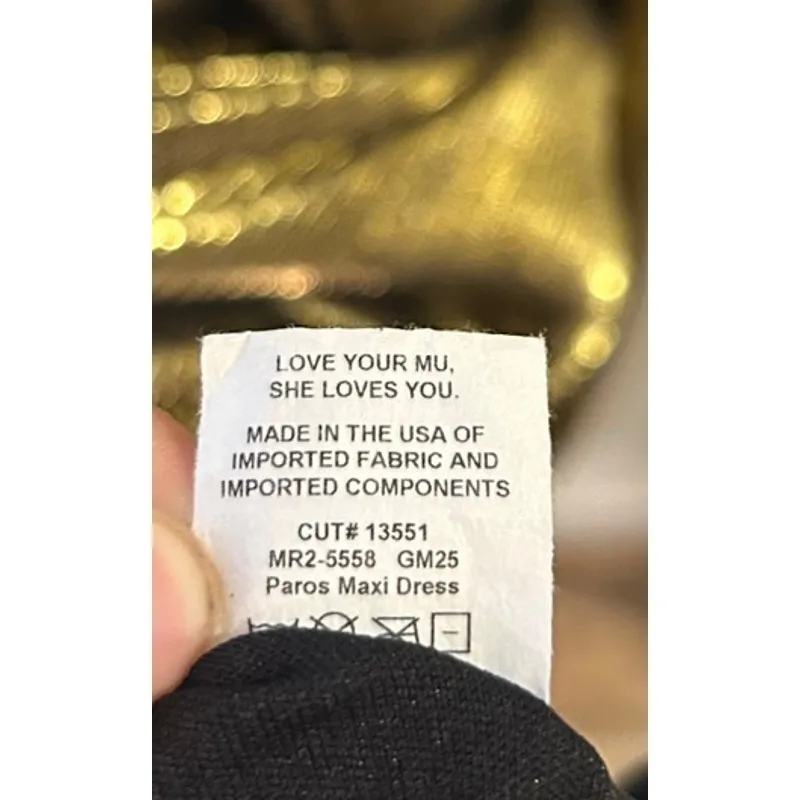 LOVE YOUR MU,
SHE LOVES YOU.
MADE IN THE USA OF
IMPORTED FABRIC AND
IMPORTED COMPONENTS
CUT# 13551
MR2-5558 GM25
Paros Maxi Dress